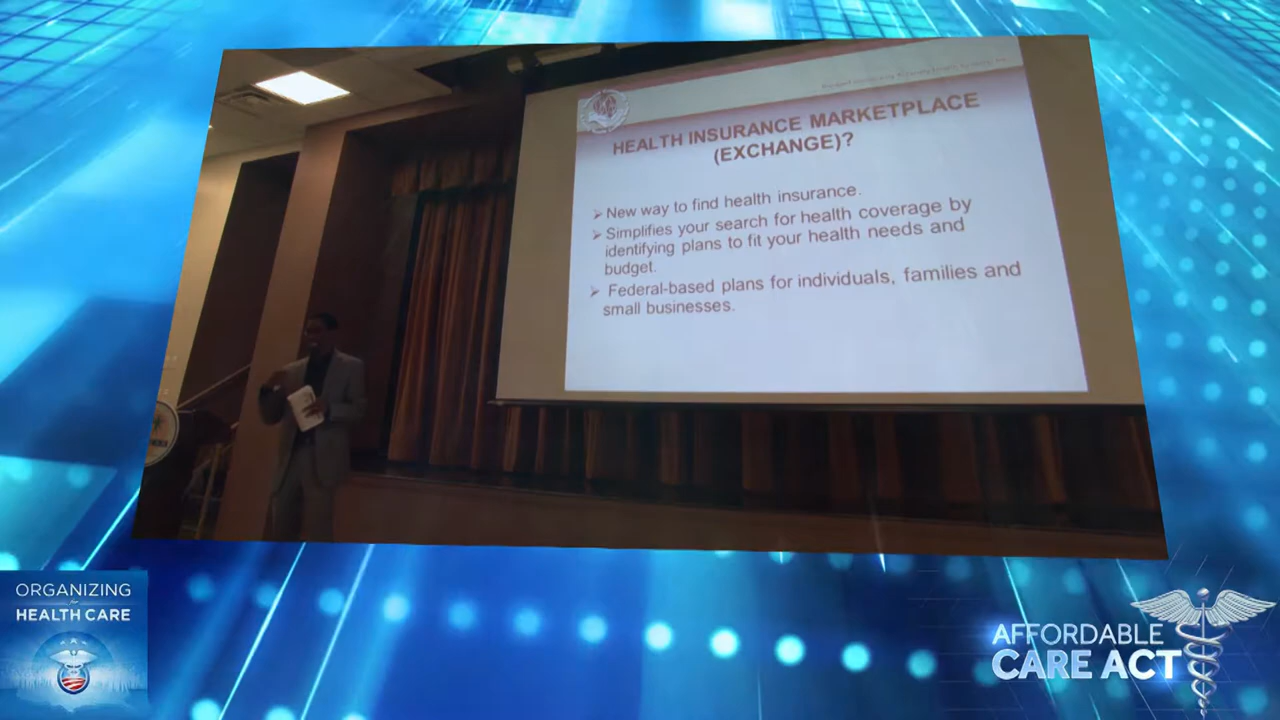 HEALTH INSURANCE MARKETPLACE
(EXCHANGE)?
➢ New way to find health insurance.
➢ Simplifies your search for health coverage by
identifying plans to fit your health needs and
budget.
➢ Federal-based plans for individuals, families and
small businesses.
ORGANIZING
for
HEALTH CARE
AFFORDABLE
CARE ACT